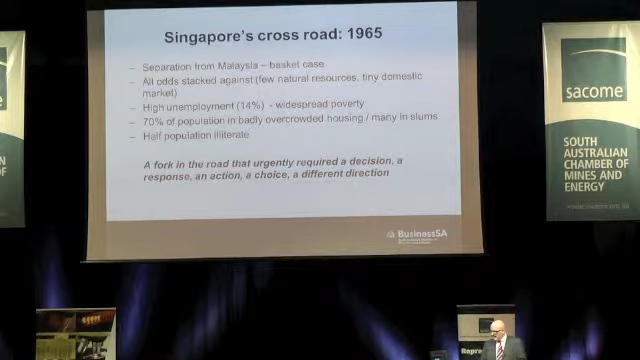 Singapore's cross road: 1965
– Separation from Malaysia – basket case
– All odds stacked against (few natural resources, tiny domestic
market)
– High unemployment (14%) - widespread poverty
– 70% of population in badly overcrowded housing / many in slums
– Half population illiterate
A fork in the road that urgently required a decision, a
response, an action, a choice, a different direction
BusinessSA
sacome
SOUTH
AUSTRALIAN
CHAMBER OF
MINES AND
ENERGY